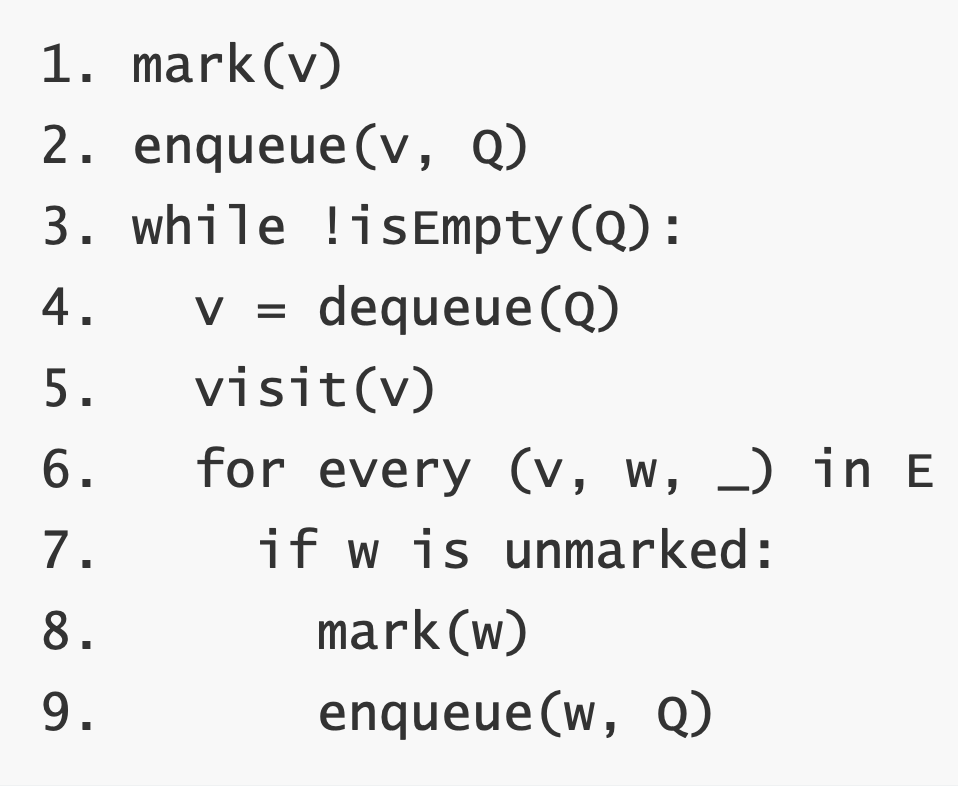 1. mark(v)
2. enqueue(v, Q)
3. while !isEmpty(Q):
4.   v = dequeue(Q)
5.   visit(v)
6.   for every (v, w, _) in E
7.     if w is unmarked:
8.       mark(w)
9.       enqueue(w, Q)